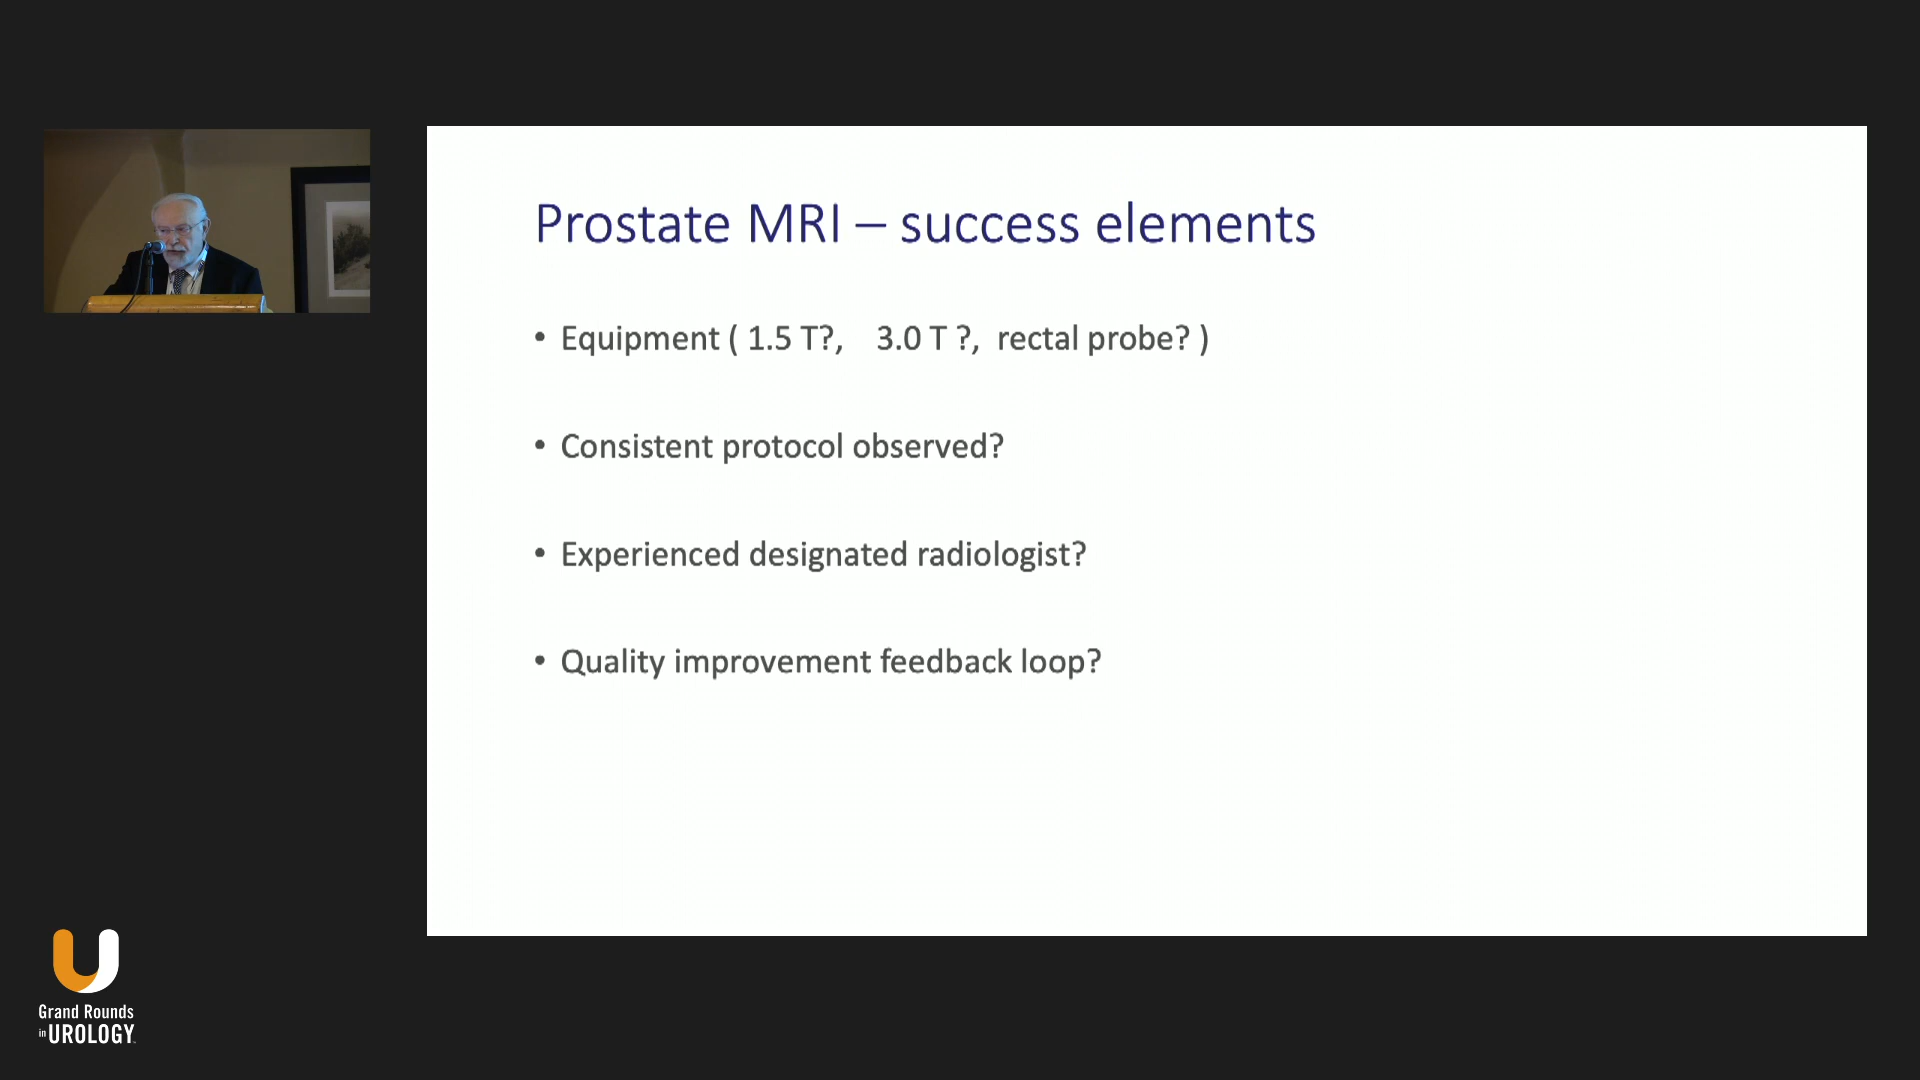 Prostate MRI – success elements
• Equipment ( 1.5 T?, 3.0 T ?, rectal probe? )
• Consistent protocol observed?
• Experienced designated radiologist?
• Quality improvement feedback loop?
Grand Rounds
in UROLOGY